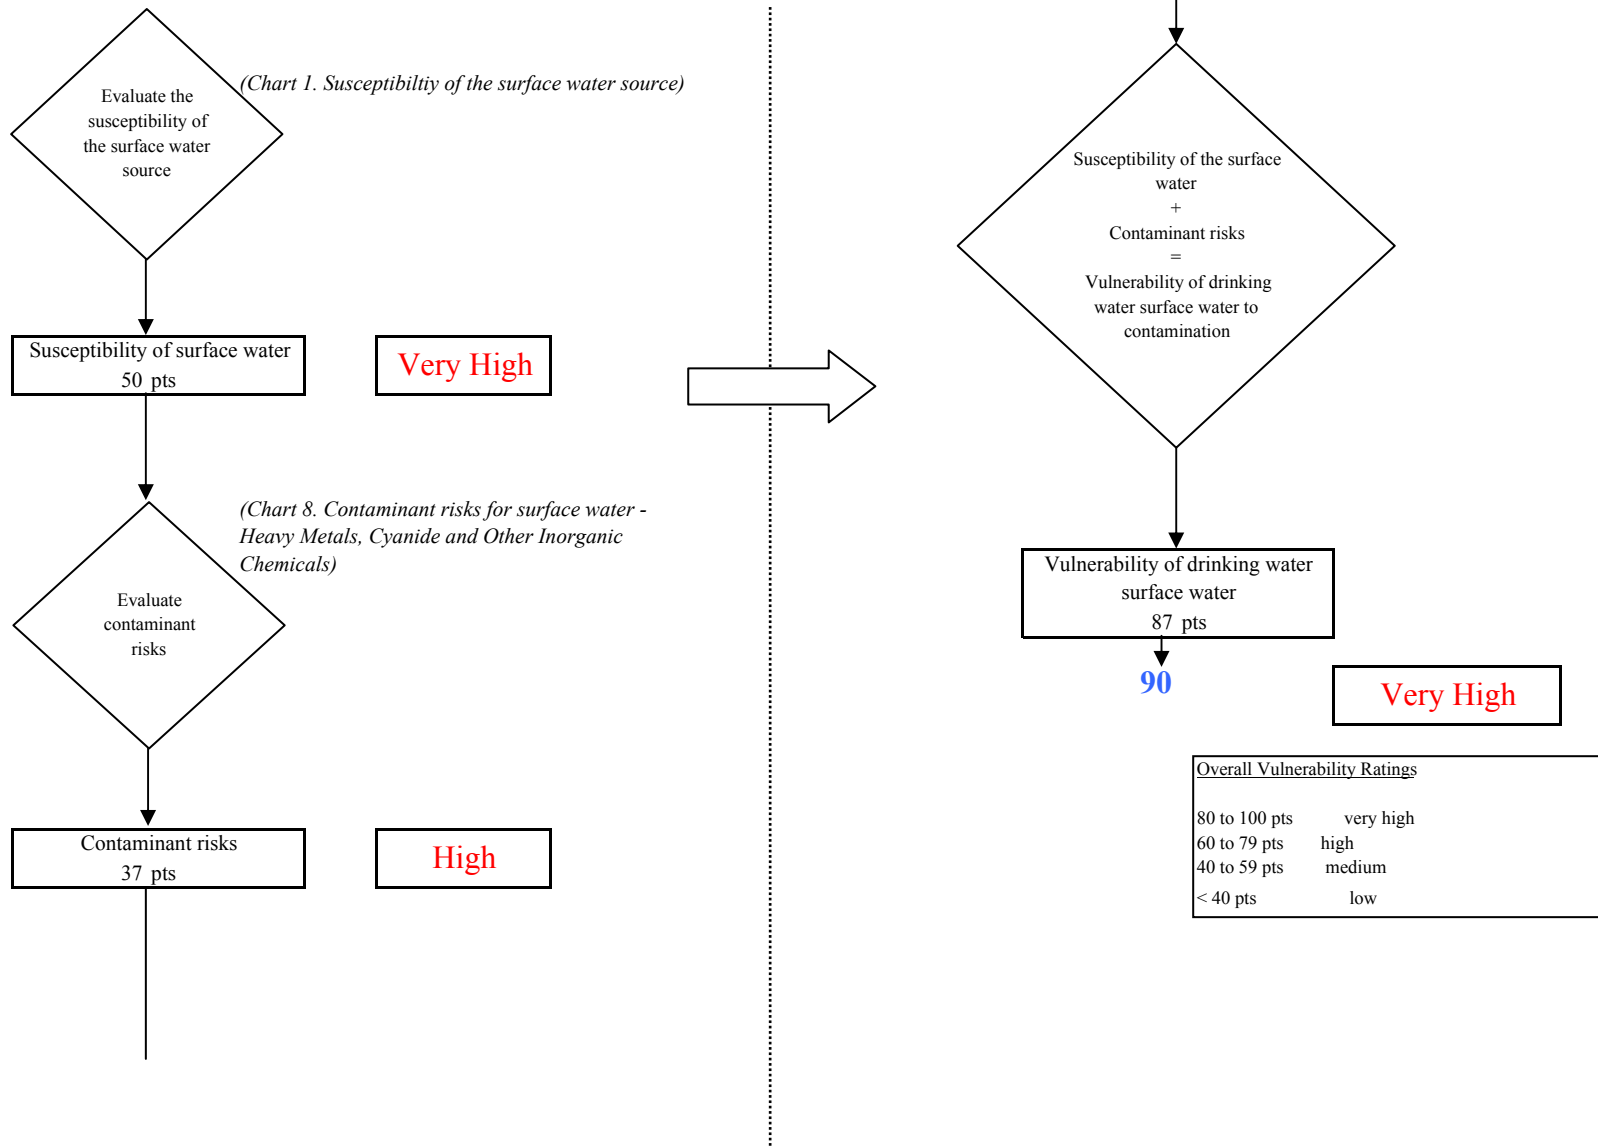 (Chart 1. Susceptibiltiy of the surface water source)
Evaluate the
susceptibility of
the surface water
source
Susceptibility of surface water
50 pts
Very High
(Chart 8. Contaminant risks for surface water -
Heavy Metals, Cyanide and Other Inorganic
Chemicals)
Evaluate
contaminant
risks
Contaminant risks
37 pts
High
Susceptibility of the surface
water
+
Contaminant risks
=
Vulnerability of drinking
water surface water to
contamination
Vulnerability of drinking water
surface water
87 pts
90
Very High
Overall Vulnerability Ratings
80 to 100 pts very high
60 to 79 pts high
40 to 59 pts medium
< 40 pts low